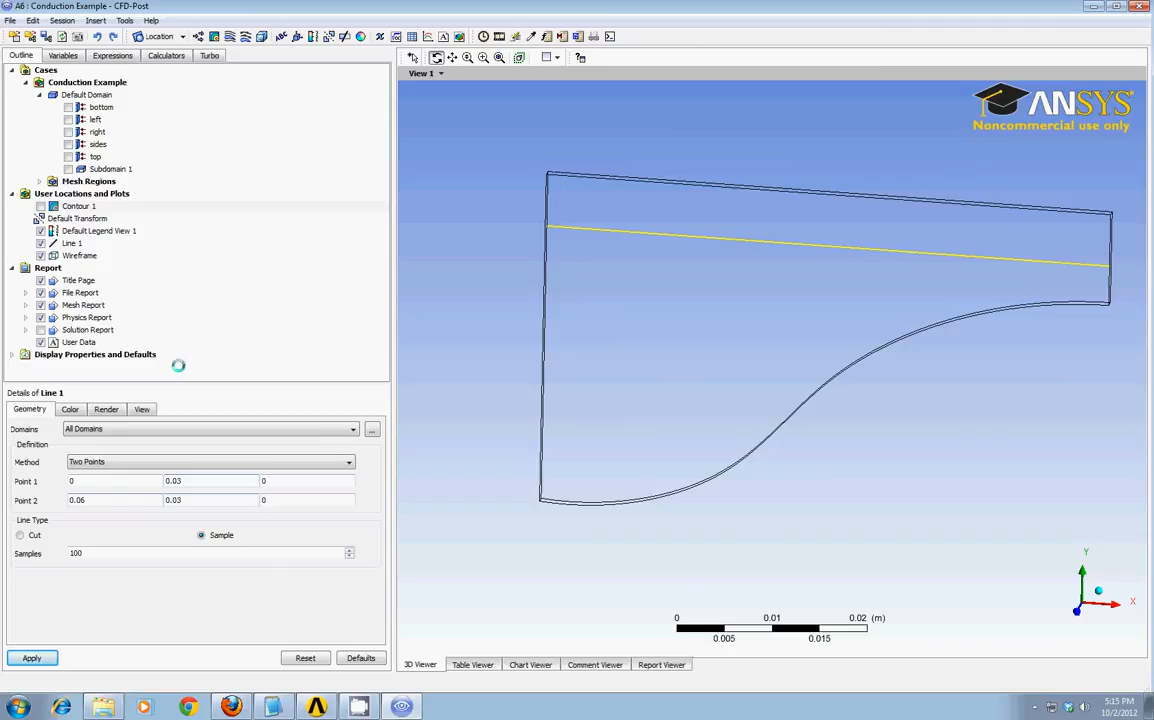 A6 : Conduction Example - CFD-Post
File Edit Session Insert Tools Help
Location
Outline Variables Expressions Calculators Turbo
Cases
Conduction Example
Default Domain
bottom
left
right
sides
top
Subdomain 1
Mesh Regions
User Locations and Plots
Contour 1
Default Transform
Default Legend View 1
Line 1
Wireframe
Report
Title Page
File Report
Mesh Report
Physics Report
Solution Report
A User Data
Display Properties and Defaults
Details of Line 1
Geometry Color Render View
Domains All Domains ...
Definition
Method Two Points
Point 1 0 0.03 0
Point 2 0.06 0.03 0
Line Type
Cut Sample
Samples 100
Apply Reset Defaults
View 1
ANSYS
Noncommercial use only
Y
X
0 0.01 0.02 (m)
0.005 0.015
3D Viewer Table Viewer Chart Viewer Comment Viewer Report Viewer
5:15 PM
10/2/2012